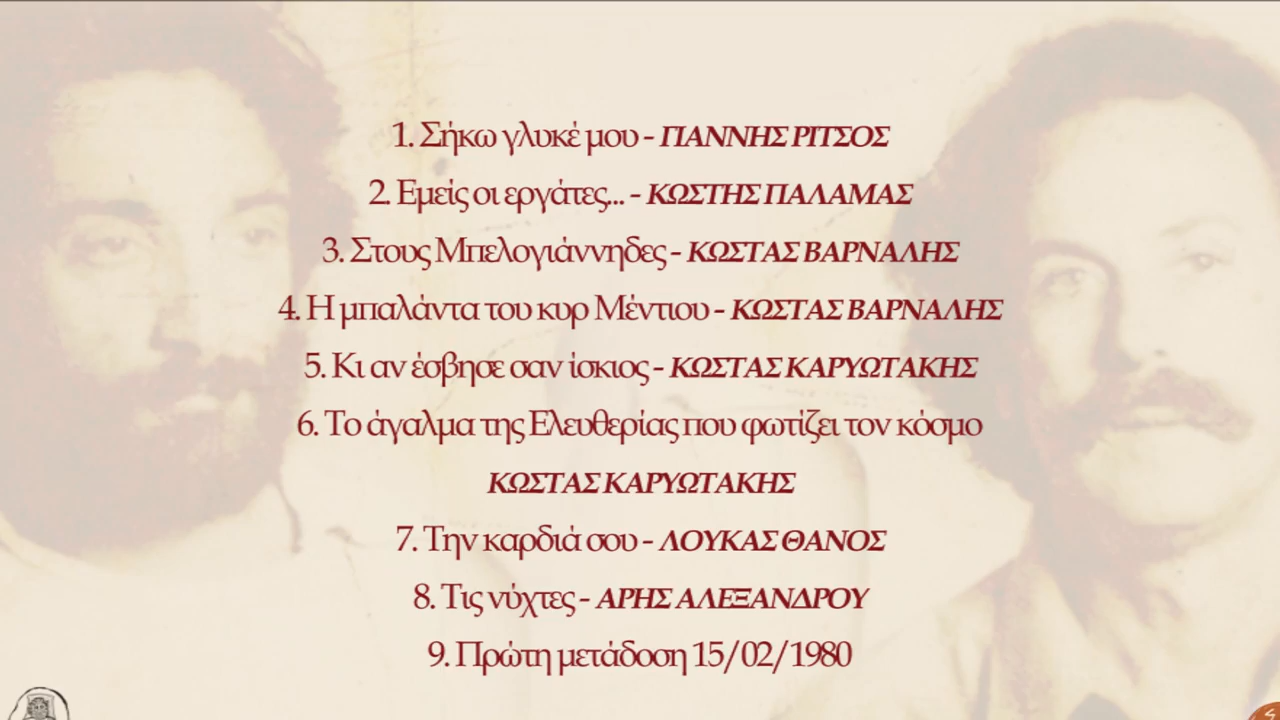 1. Σήκω γλυκέ μου - ΓΙΑΝΝΗΣ ΡΙΤΣΟΣ
2. Εμείς οι εργάτες... - ΚΩΣΤΗΣ ΠΑΛΑΜΑΣ
3. Στους Μπελογιάννηδες - ΚΩΣΤΑΣ ΒΑΡΝΑΛΗΣ
4. Η μπαλάντα του κυρ Μέντιου - ΚΩΣΤΑΣ ΒΑΡΝΑΛΗΣ
5. Κι αν έσβησε σαν ίσκιος - ΚΩΣΤΑΣ ΚΑΡΥΩΤΑΚΗΣ
6. Το άγαλμα της Ελευθερίας που φωτίζει τον κόσμο
ΚΩΣΤΑΣ ΚΑΡΥΩΤΑΚΗΣ
7. Την καρδιά σου - ΛΟΥΚΑΣ ΘΑΝΟΣ
8. Τις νύχτες - ΑΡΗΣ ΑΛΕΞΑΝΔΡΟΥ
9. Πρώτη μετάδοση 15/02/1980